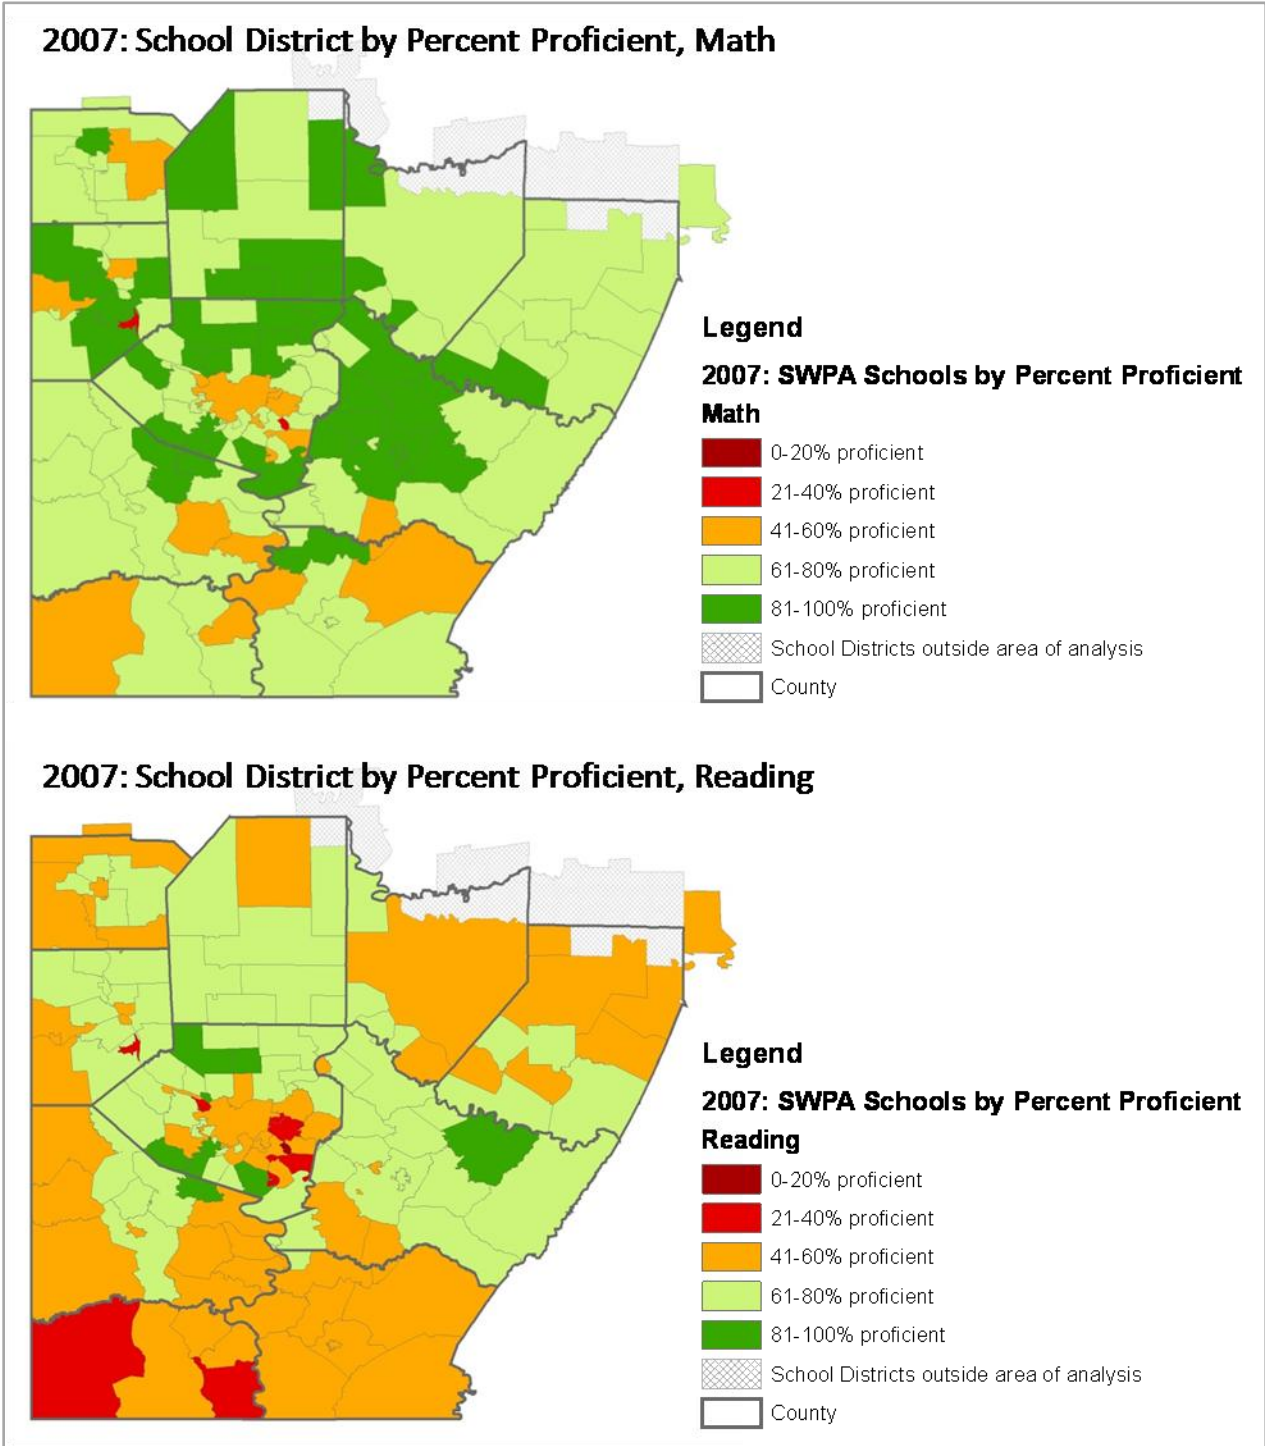 2007: School District by Percent Proficient, Math
Legend
2007: SWPA Schools by Percent Proficient
Math
0-20% proficient
21-40% proficient
41-60% proficient
61-80% proficient
81-100% proficient
School Districts outside area of analysis
County
2007: School District by Percent Proficient, Reading
Legend
2007: SWPA Schools by Percent Proficient
Reading
0-20% proficient
21-40% proficient
41-60% proficient
61-80% proficient
81-100% proficient
School Districts outside area of analysis
County